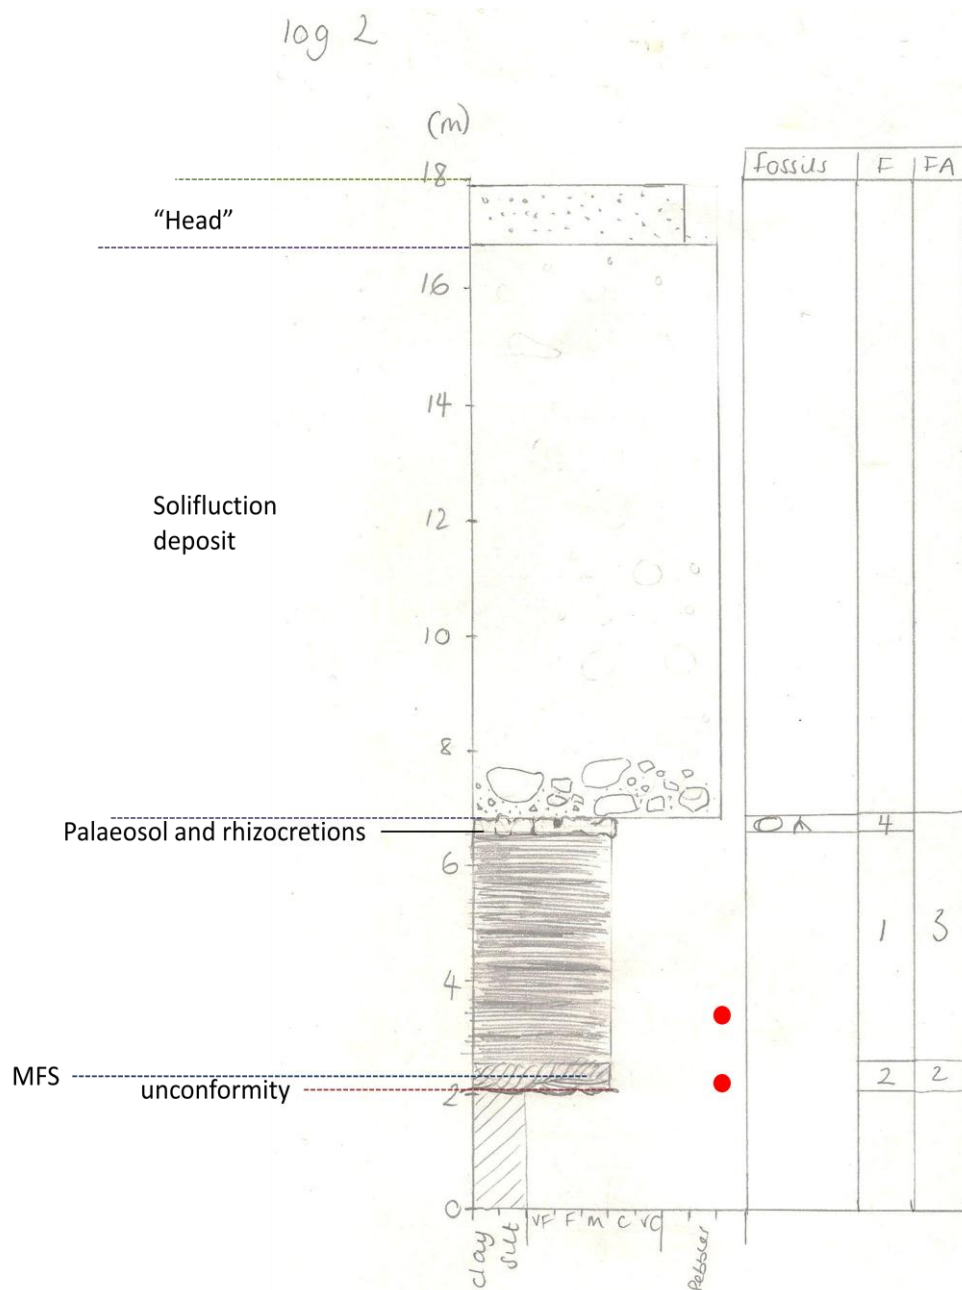 log 2
(m)
fossils F FA
18
"Head"
16
14
Solifluction
deposit
12
10
8
Palaeosol and rhizocretions
4
6
1 3
4
MFS
2 2
unconformity
2
0
clay silt VF F M C VC Pebbles